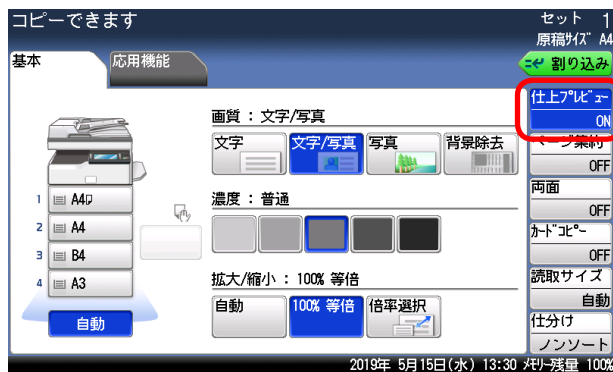 コピーできます
セット 1
原稿サイズ A4
基本
応用機能
割り込み
仕上プレビュー
ON
画質 : 文字/写真
ページ集約
文字
文字/写真
写真
背景除去
OFF
両面
1 A4
濃度 : 普通
OFF
2 A4
カードコピー
3 B4
OFF
4 A3
拡大/縮小 : 100% 等倍
読取サイズ
自動
100% 等倍
倍率選択
自動
自動
仕分け
ノンソート
2019年 5月15日(水) 13:30 メモリー残量 100%